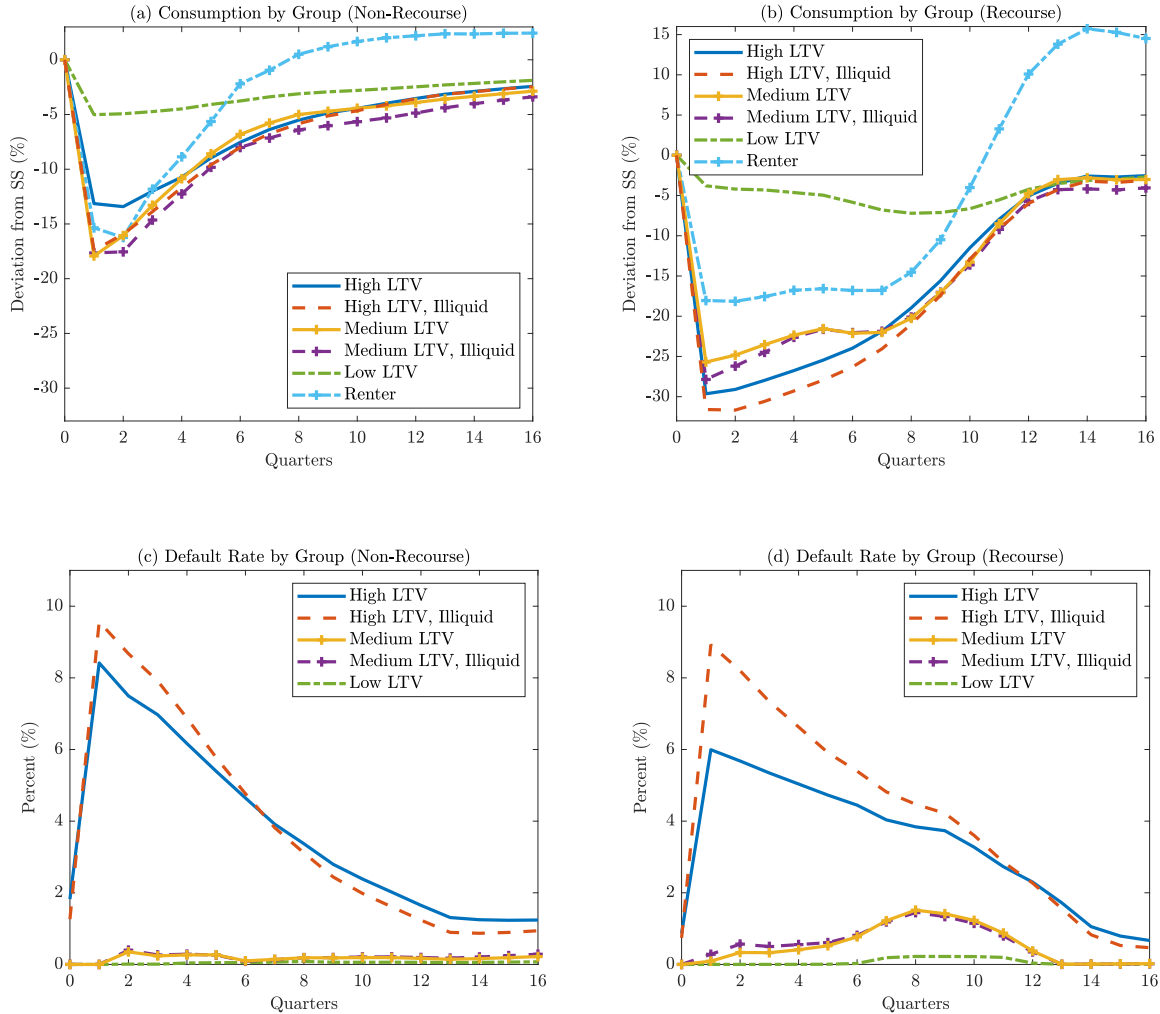 (a) Consumption by Group (Non-Recourse)
Deviation from SS (%)
0
-5
-10
-15
-20
-25
-30
High LTV
High LTV, Illiquid
Medium LTV
Medium LTV, Illiquid
Low LTV
Renter
0 2 4 6 8 10 12 14 16
Quarters
(b) Consumption by Group (Recourse)
Deviation from SS (%)
15
10
5
0
-5
-10
-15
-20
-25
-30
High LTV
High LTV, Illiquid
Medium LTV
Medium LTV, Illiquid
Low LTV
Renter
0 2 4 6 8 10 12 14 16
Quarters
(c) Default Rate by Group (Non-Recourse)
Percent (%)
10
8
6
4
2
0
High LTV
High LTV, Illiquid
Medium LTV
Medium LTV, Illiquid
Low LTV
0 2 4 6 8 10 12 14 16
Quarters
(d) Default Rate by Group (Recourse)
Percent (%)
10
8
6
4
2
0
High LTV
High LTV, Illiquid
Medium LTV
Medium LTV, Illiquid
Low LTV
0 2 4 6 8 10 12 14 16
Quarters